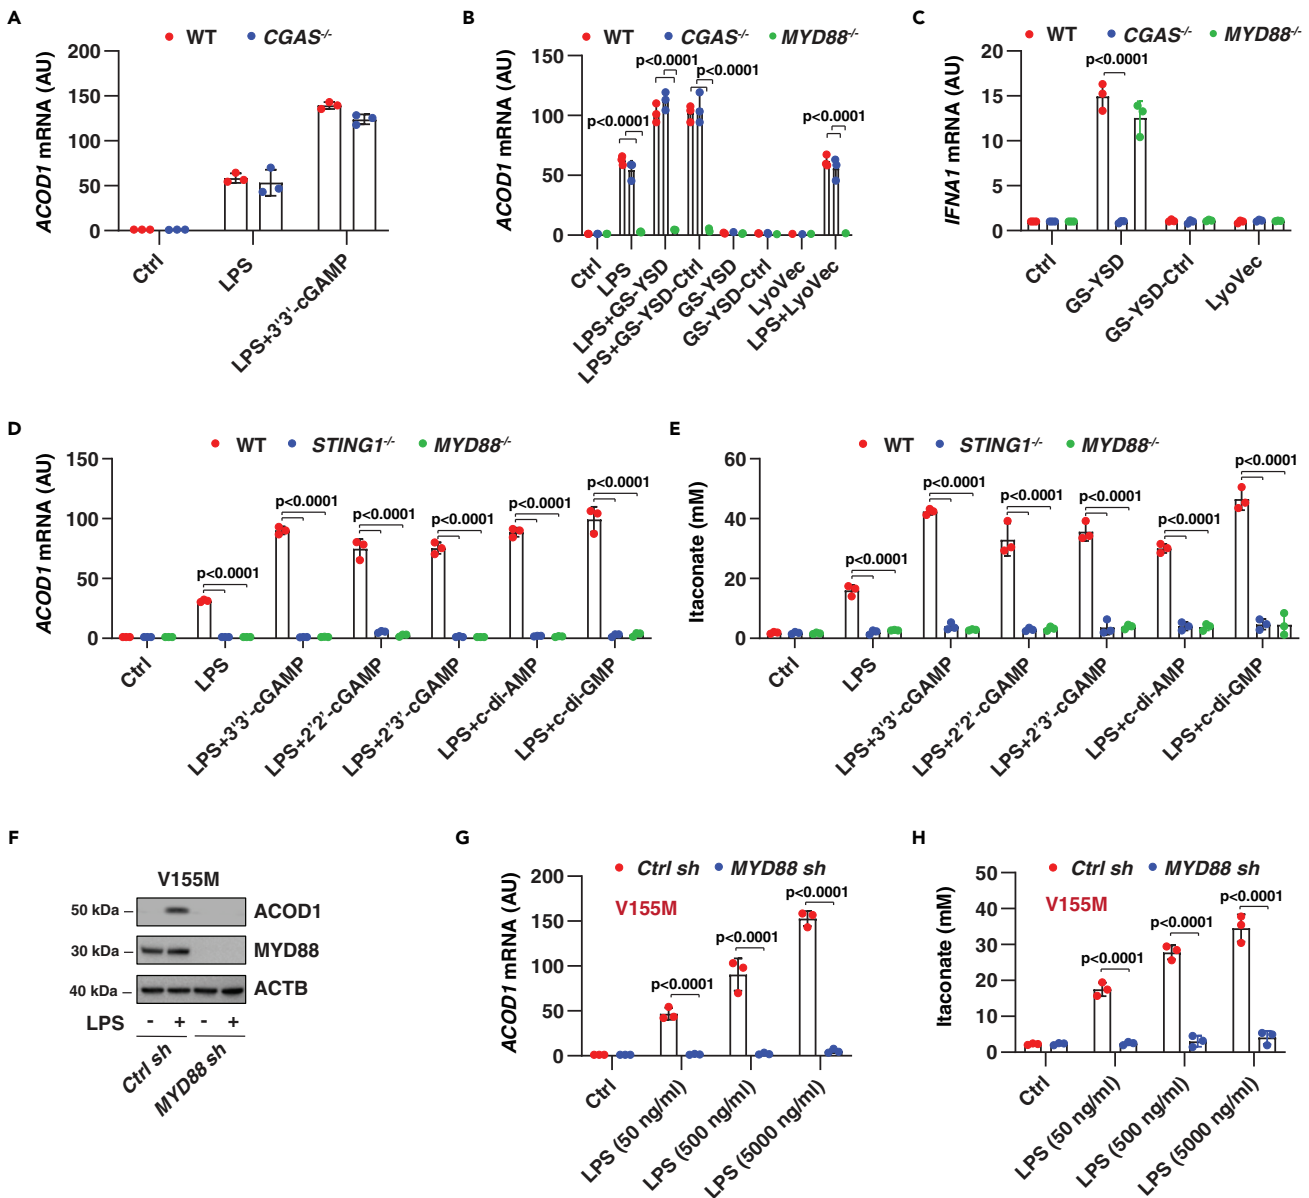 A
WT CGAS-/-
ACOD1 mRNA (AU)
200
150
100
50
0
Ctrl
LPS
LPS+3'3'-cGAMP
B
WT CGAS-/- MYD88-/-
ACOD1 mRNA (AU)
150
100
50
0
p<0.0001
p<0.0001
p<0.0001
p<0.0001
Ctrl
LPS
LPS+GS-YSD
LPS+GS-YSD-Ctrl
GS-YSD
GS-YSD-Ctrl
LyoVec
LPS+LyoVec
C
WT CGAS-/- MYD88-/-
IFNA1 mRNA (AU)
20
15
10
5
0
p<0.0001
Ctrl
GS-YSD
GS-YSD-Ctrl
LyoVec
D
WT STING1-/- MYD88-/-
ACOD1 mRNA (AU)
150
100
50
0
p<0.0001
p<0.0001
p<0.0001
p<0.0001
p<0.0001
p<0.0001
Ctrl
LPS
LPS+3'3'-cGAMP
LPS+2'2'-cGAMP
LPS+2'3'-cGAMP
LPS+c-di-AMP
LPS+c-di-GMP
E
WT STING1-/- MYD88-/-
Itaconate (mM)
60
40
20
0
p<0.0001
p<0.0001
p<0.0001
p<0.0001
p<0.0001
p<0.0001
Ctrl
LPS
LPS+3'3'-cGAMP
LPS+2'2'-cGAMP
LPS+2'3'-cGAMP
LPS+c-di-AMP
LPS+c-di-GMP
F
V155M
50 kDa ACOD1
30 kDa MYD88
40 kDa ACTB
LPS - + - +
Ctrl sh
MYD88 sh
G
Ctrl sh MYD88 sh
V155M
ACOD1 mRNA (AU)
200
150
100
50
0
p<0.0001
p<0.0001
p<0.0001
Ctrl
LPS (50 ng/ml)
LPS (500 ng/ml)
LPS (5000 ng/ml)
H
Ctrl sh MYD88 sh
V155M
Itaconate (mM)
50
40
30
20
10
0
p<0.0001
p<0.0001
p<0.0001
Ctrl
LPS (50 ng/ml)
LPS (500 ng/ml)
LPS (5000 ng/ml)